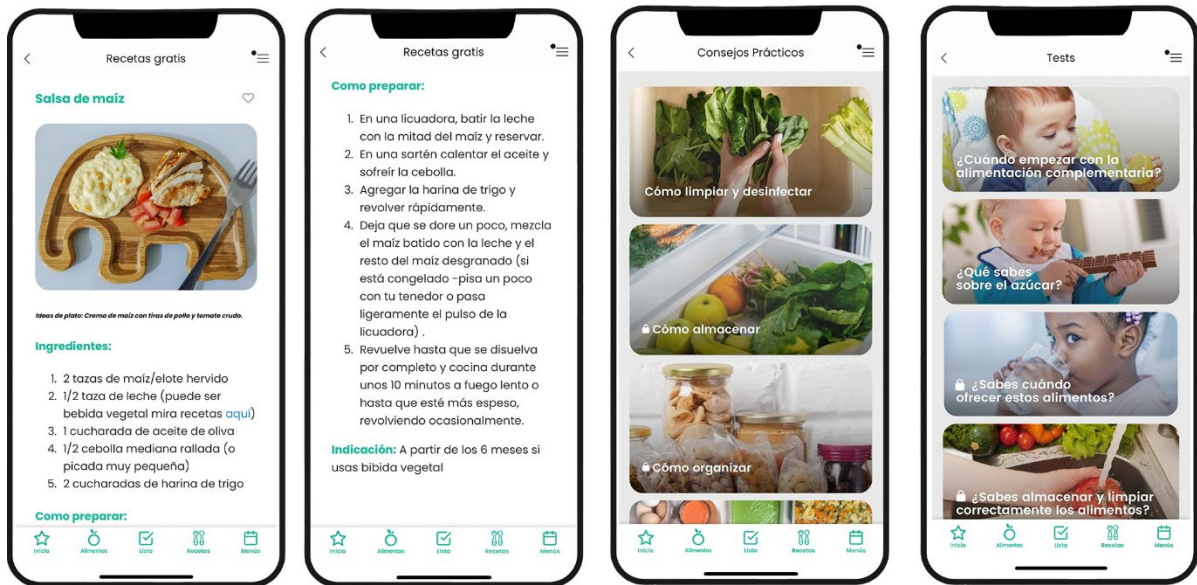 Recetas gratis
Salsa de maíz
Ideas de plato: Crema de maíz con tiras de pollo y tomate crudo.
Ingredientes:
1. 2 tazas de maíz/elote hervido
2. 1/2 taza de leche (puede ser
bebida vegetal mira recetas aquí)
3. 1 cucharada de aceite de oliva
4. 1/2 cebolla mediana rallada (o
picada muy pequeña)
5. 2 cucharadas de harina de trigo
Como preparar:
Inicio
Alimentos
Lista
Recetas
Menús
Recetas gratis
Como preparar:
1. En una licuadora, batir la leche
con la mitad del maíz y reservar.
2. En una sartén calentar el aceite y
sofreír la cebolla.
3. Agregar la harina de trigo y
revolver rápidamente.
4. Deja que se dore un poco, mezcla
el maíz batido con la leche y el
resto del maíz desgranado (si
está congelado -pisa un poco
con tu tenedor o pasa
ligeramente el pulso de la
licuadora) .
5. Revuelve hasta que se disuelva
por completo y cocina durante
unos 10 minutos a fuego lento o
hasta que esté más espeso,
revolviendo ocasionalmente.
Indicación: A partir de los 6 meses si
usas bibida vegetal
Inicio
Alimentos
Lista
Recetas
Menús
Consejos Prácticos
Cómo limpiar y desinfectar
Cómo almacenar
Cómo organizar
Inicio
Alimentos
Lista
Recetas
Menús
Tests
¿Cuándo empezar con la
alimentación complementaria?
¿Qué sabes
sobre el azúcar?
¿Sabes cuándo
ofrecer estos alimentos?
¿Sabes almacenar y limpiar
correctamente los alimentos?
Inicio
Alimentos
Lista
Recetas
Menús